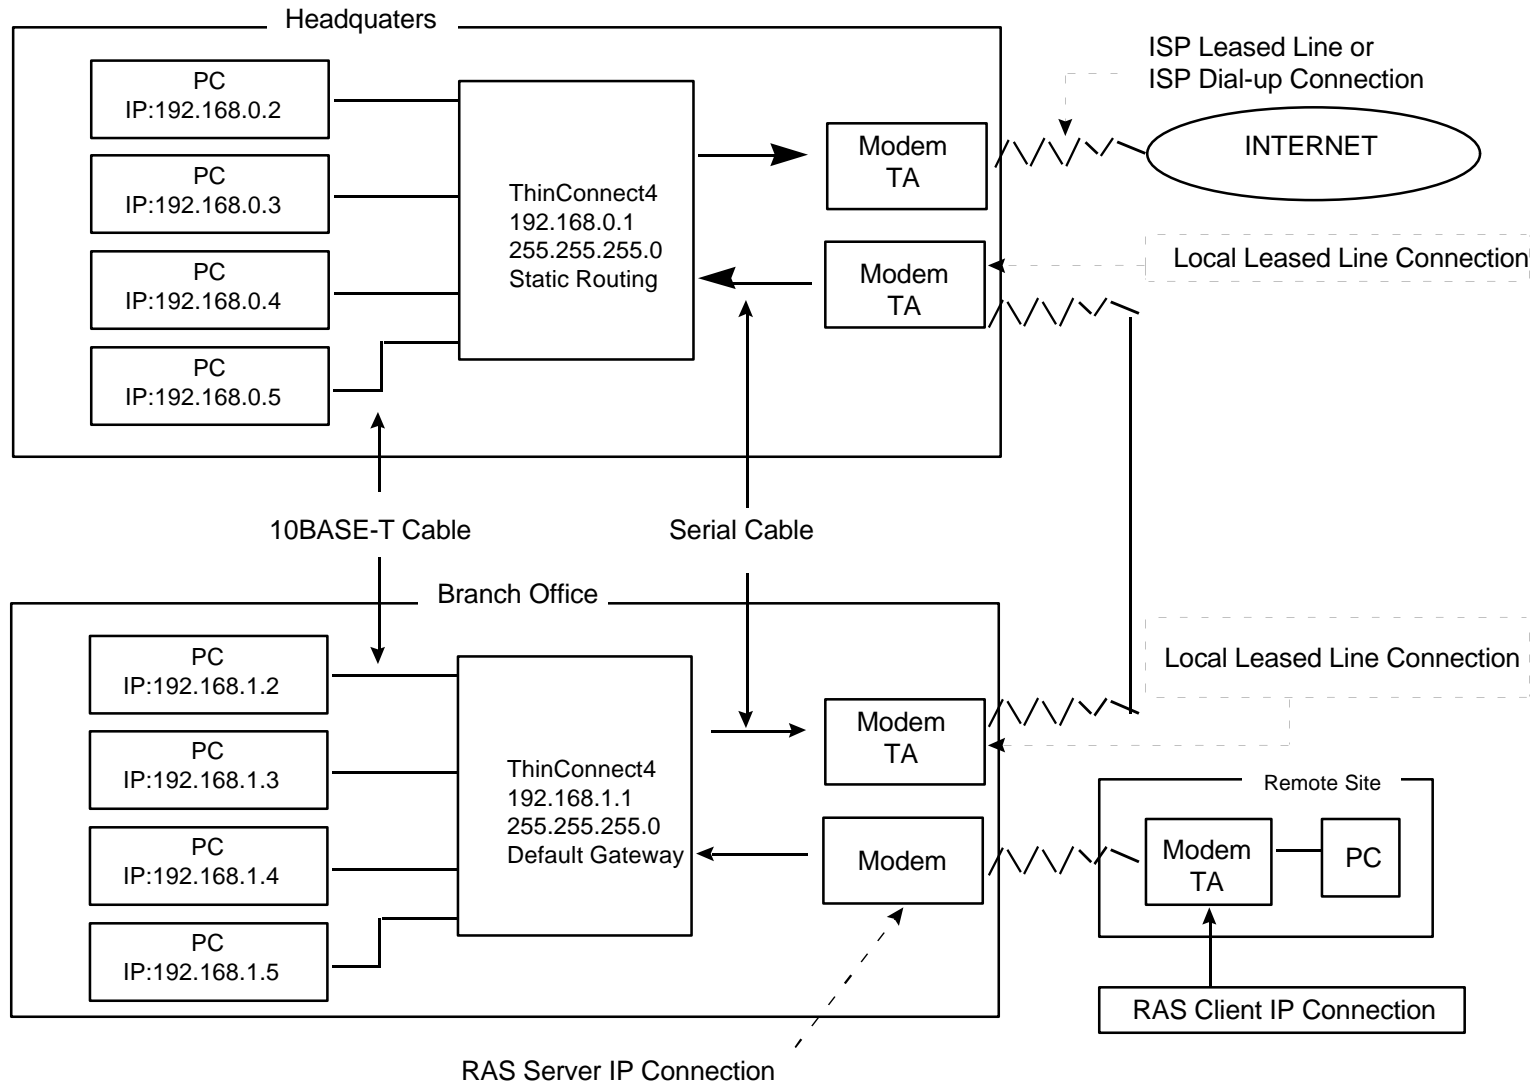 Headquaters
ISP Leased Line or
ISP Dial-up Connection
PC
IP:192.168.0.2
PC
IP:192.168.0.3
PC
IP:192.168.0.4
PC
IP:192.168.0.5
ThinConnect4
192.168.0.1
255.255.255.0
Static Routing
Modem
TA
INTERNET
Modem
TA
Local Leased Line Connection
10BASE-T Cable
Serial Cable
Branch Office
PC
IP:192.168.1.2
PC
IP:192.168.1.3
PC
IP:192.168.1.4
PC
IP:192.168.1.5
ThinConnect4
192.168.1.1
255.255.255.0
Default Gateway
Modem
TA
Local Leased Line Connection
Modem
Remote Site
Modem
TA
PC
RAS Client IP Connection
RAS Server IP Connection